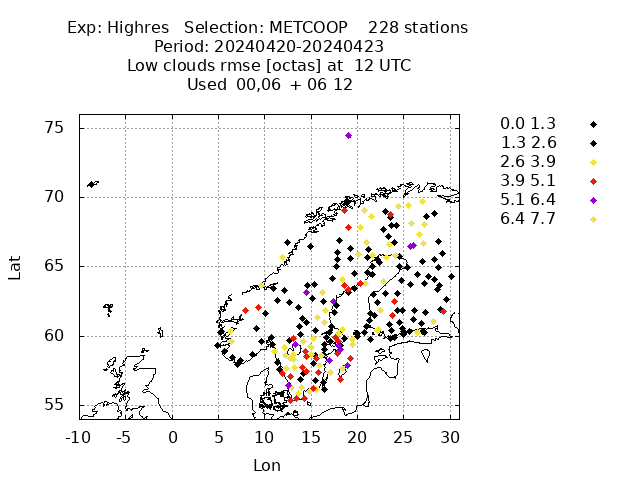 Exp: Highres   Selection: METCOOP    228 stations
Period: 20240420-20240423
Low clouds rmse [octas] at  12 UTC
Used  00,06  + 06 12
75
70
65
60
55
-10 -5 0 5 10 15 20 25 30
Lat
Lon
0.0 1.3
1.3 2.6
2.6 3.9
3.9 5.1
5.1 6.4
6.4 7.7